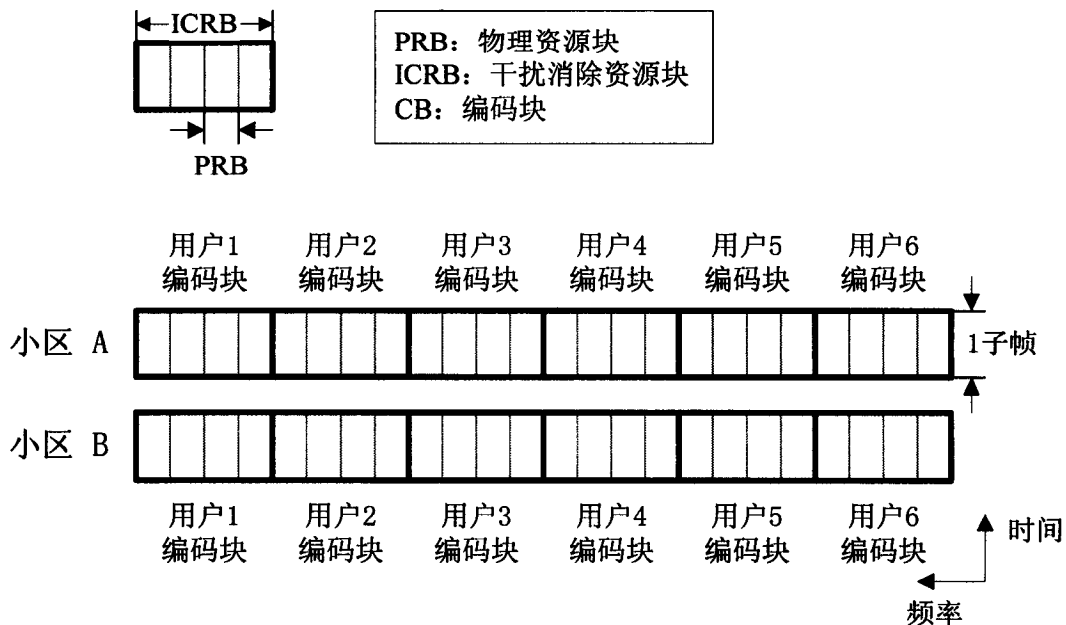 ICRB
PRB
PRB：物理资源块
ICRB：干扰消除资源块
CB：编码块
用户1 用户2 用户3 用户4 用户5 用户6
编码块 编码块 编码块 编码块 编码块 编码块
小区 A
1子帧
小区 B
用户1 用户2 用户3 用户4 用户5 用户6
编码块 编码块 编码块 编码块 编码块 编码块
时间
频率